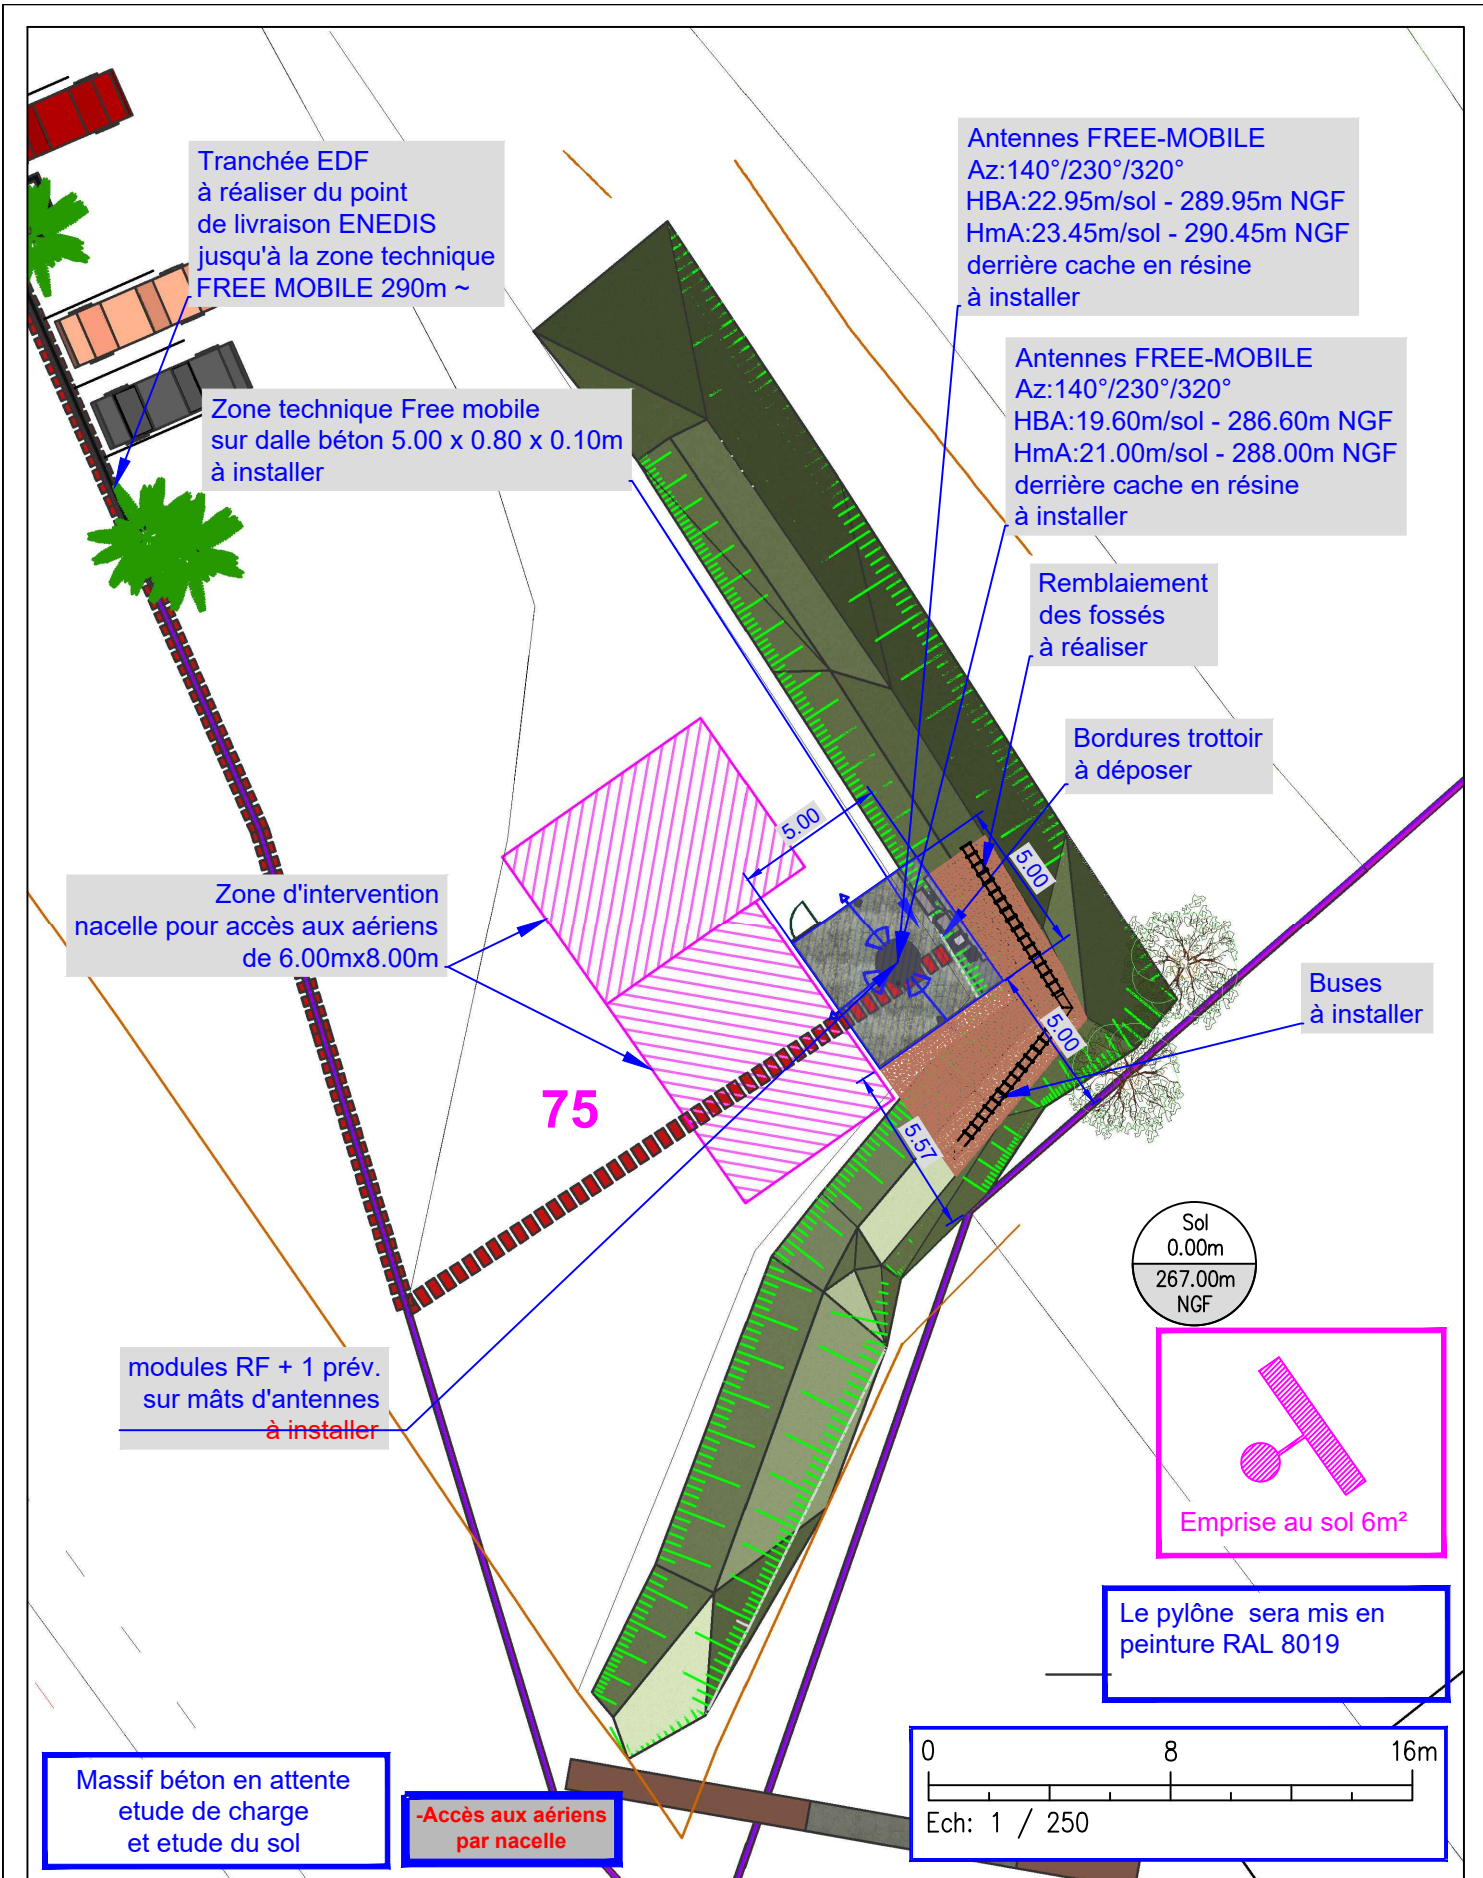 Tranchée EDF
à réaliser du point
de livraison ENEDIS
jusqu'à la zone technique
FREE MOBILE 290m ~
Antennes FREE-MOBILE
Az:140°/230°/320°
HBA:22.95m/sol - 289.95m NGF
HmA:23.45m/sol - 290.45m NGF
derrière cache en résine
à installer
Antennes FREE-MOBILE
Az:140°/230°/320°
HBA:19.60m/sol - 286.60m NGF
HmA:21.00m/sol - 288.00m NGF
derrière cache en résine
à installer
Zone technique Free mobile
sur dalle béton 5.00 x 0.80 x 0.10m
à installer
Remblaiement
des fossés
à réaliser
Bordures trottoir
à déposer
5.00
5.00
Zone d'intervention
nacelle pour accès aux aériens
de 6.00mx8.00m
Buses
à installer
5.00
75
5.57
Sol
0.00m
267.00m
NGF
modules RF + 1 prév.
sur mâts d'antennes
à installer
Emprise au sol 6m²
Le pylône sera mis en
peinture RAL 8019
0 8 16m
Ech: 1 / 250
Massif béton en attente
etude de charge
et etude du sol
-Accès aux aériens
par nacelle